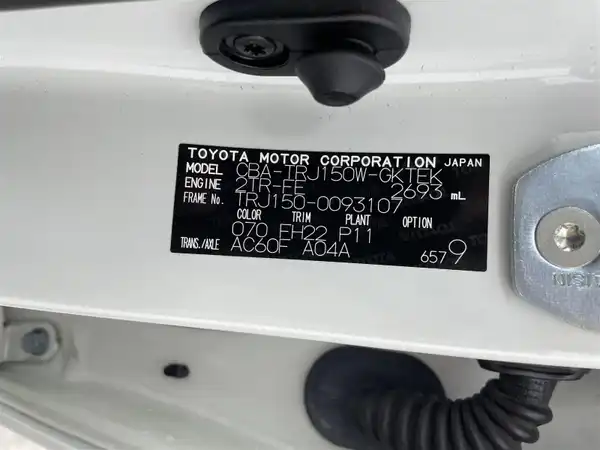 TOYOTA MOTOR CORPORATION JAPAN
MODEL CBA-TRJ150W-GKTEK
ENGINE 2TR-FE 2693 mL
FRAME No. TRJ150-0093107
COLOR TRIM PLANT OPTION
070 FH22 P11
TRANS./AXLE AC60F A04A
6579